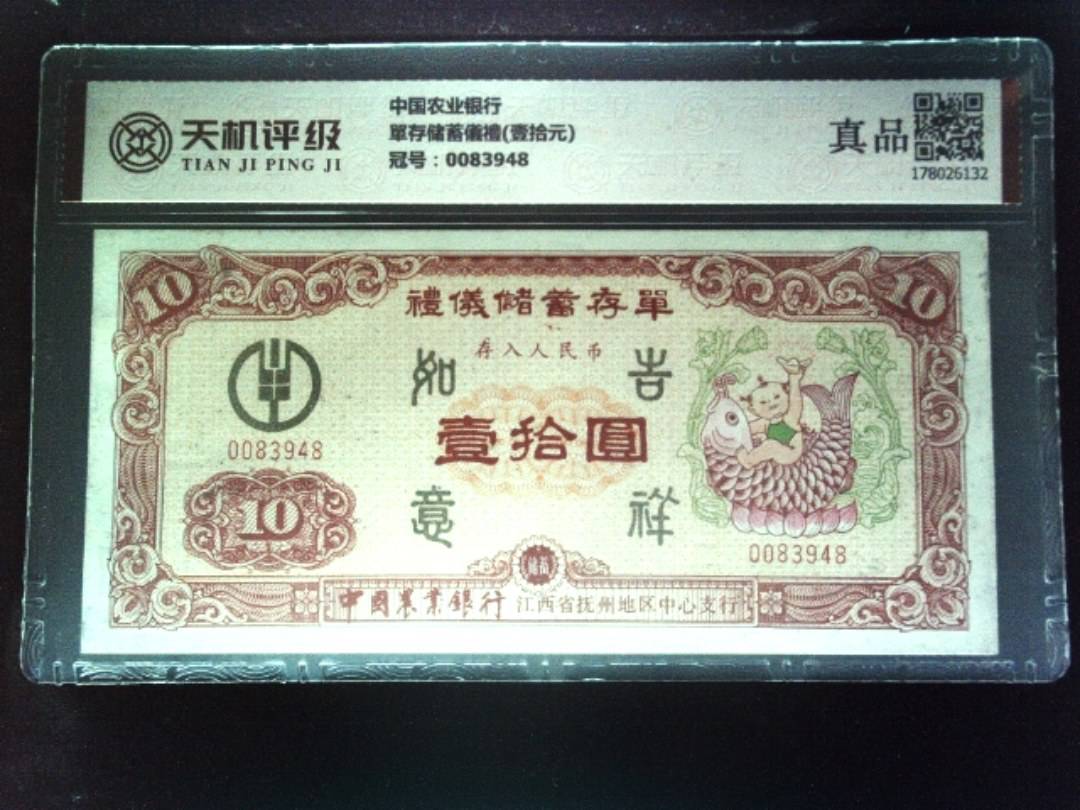 天机评级
TIAN JI PING JI
中国农业银行
單存储蓄儀禮(壹拾元)
冠号：0083948
真品
178026132
10
10
禮儀儲蓄存單
存入人民币
如
吉
壹拾圓
意
祥
0083948
10
0083948
中國農業銀行 江西省抚州地区中心支行